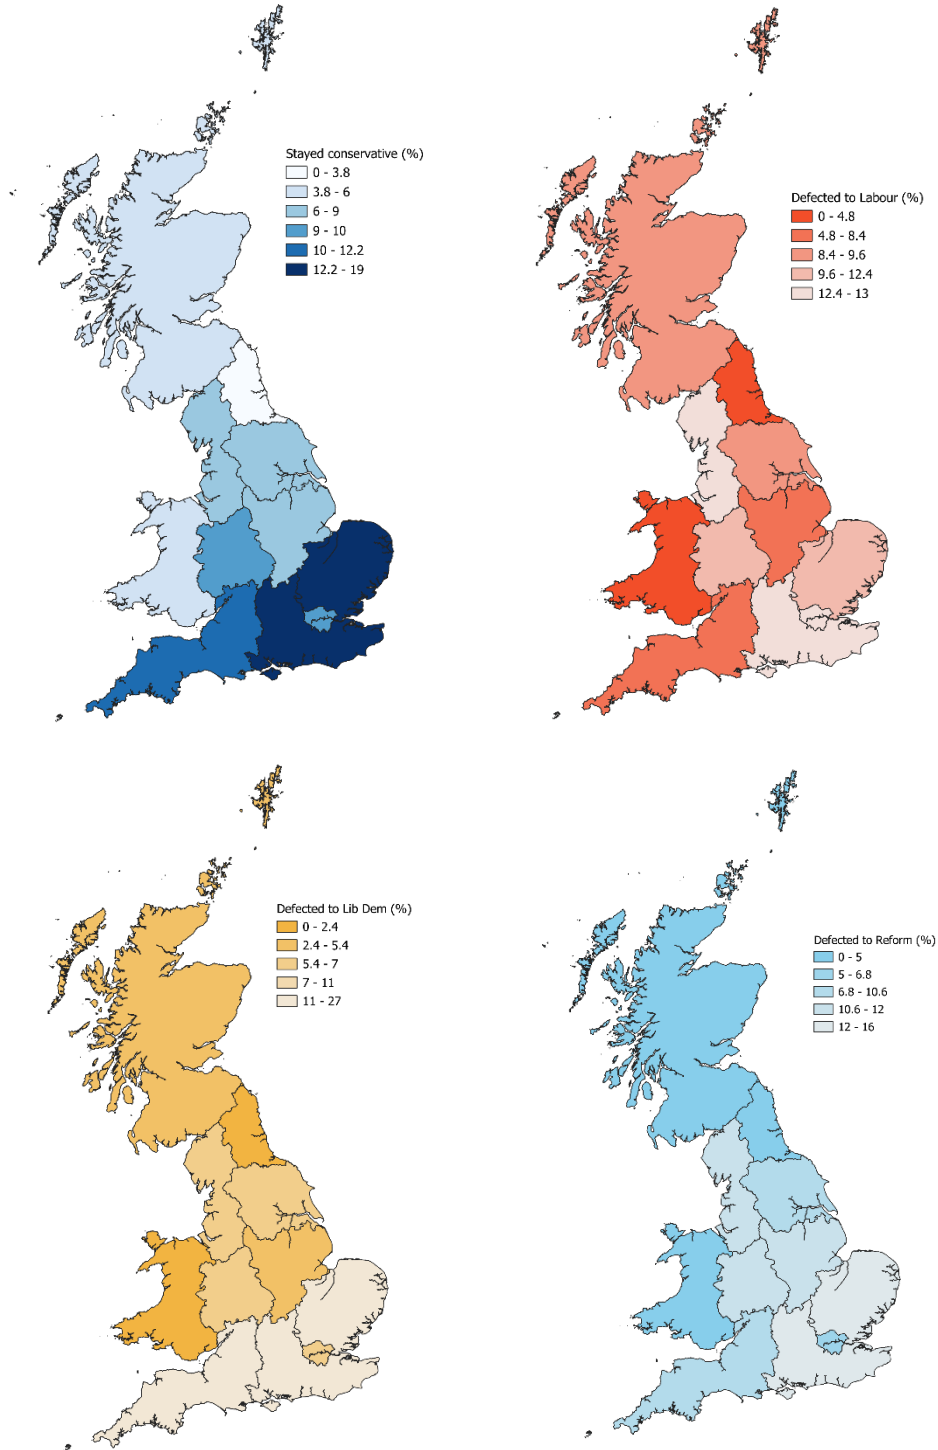 Stayed conservative (%)
0 - 3.8
3.8 - 6
6 - 9
9 - 10
10 - 12.2
12.2 - 19
Defected to Labour (%)
0 - 4.8
4.8 - 8.4
8.4 - 9.6
9.6 - 12.4
12.4 - 13
Defected to Lib Dem (%)
0 - 2.4
2.4 - 5.4
5.4 - 7
7 - 11
11 - 27
Defected to Reform (%)
0 - 5
5 - 6.8
6.8 - 10.6
10.6 - 12
12 - 16